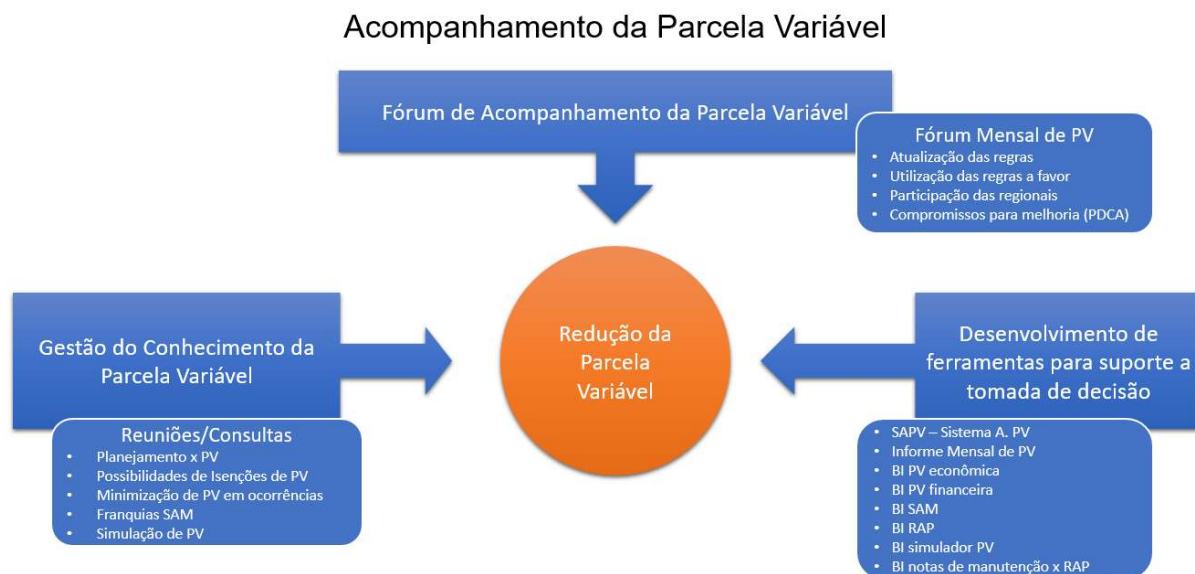 Acompanhamento da Parcela Variável
Fórum de Acompanhamento da Parcela Variável
Fórum Mensal de PV
• Atualização das regras
• Utilização das regras a favor
• Participação das regionais
• Compromissos para melhoria (PDCA)
Gestão do Conhecimento da
Parcela Variável
Reuniões/Consultas
• Planejamento x PV
• Possibilidades de Isenções de PV
• Minimização de PV em ocorrências
• Franquias SAM
• Simulação de PV
Redução da
Parcela
Variável
Desenvolvimento de
ferramentas para suporte a
tomada de decisão
• SAPV – Sistema A. PV
• Informe Mensal de PV
• BI PV econômica
• BI PV financeira
• BI SAM
• BI RAP
• BI simulador PV
• BI notas de manutenção x RAP